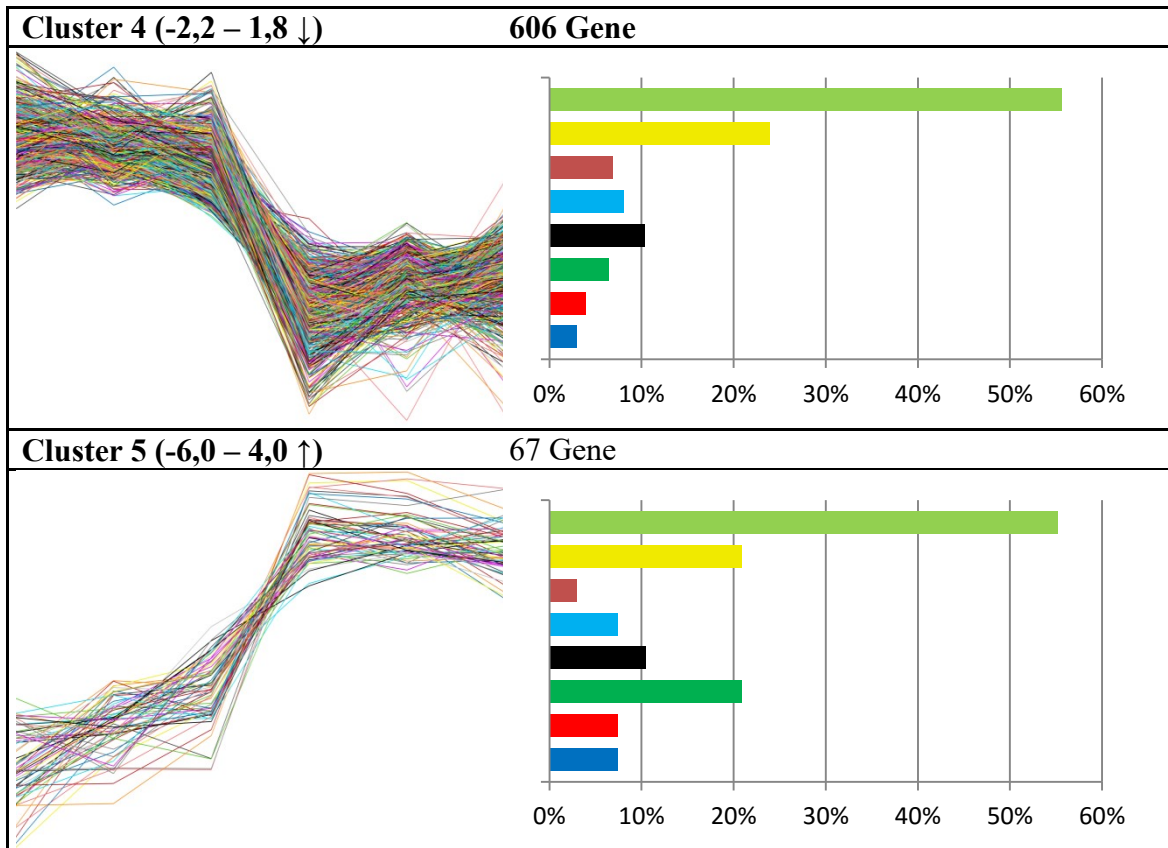 Cluster 4 (-2,2 – 1,8 ↓) 606 Gene
0% 10% 20% 30% 40% 50% 60%
Cluster 5 (-6,0 – 4,0 ↑) 67 Gene
0% 10% 20% 30% 40% 50% 60%